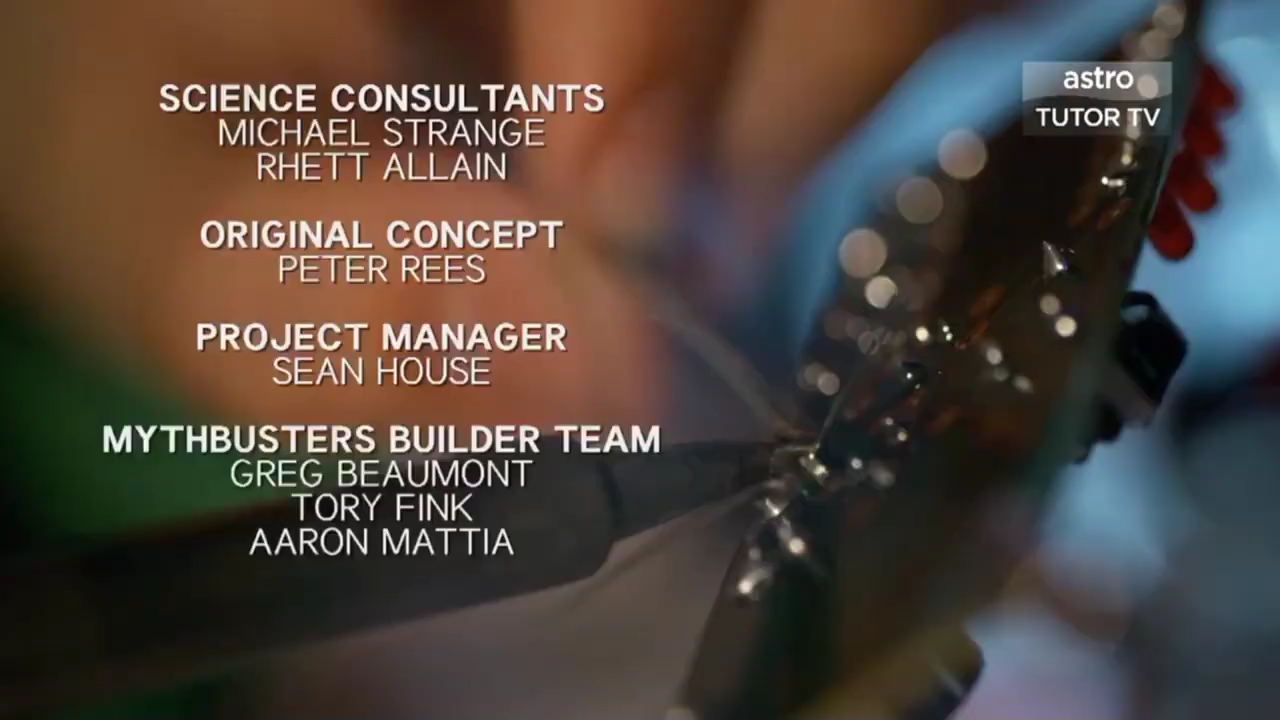 SCIENCE CONSULTANTS
MICHAEL STRANGE
RHETT ALLAIN
ORIGINAL CONCEPT
PETER REES
PROJECT MANAGER
SEAN HOUSE
MYTHBUSTERS BUILDER TEAM
GREG BEAUMONT
TORY FINK
AARON MATTIA
astro
TUTOR TV